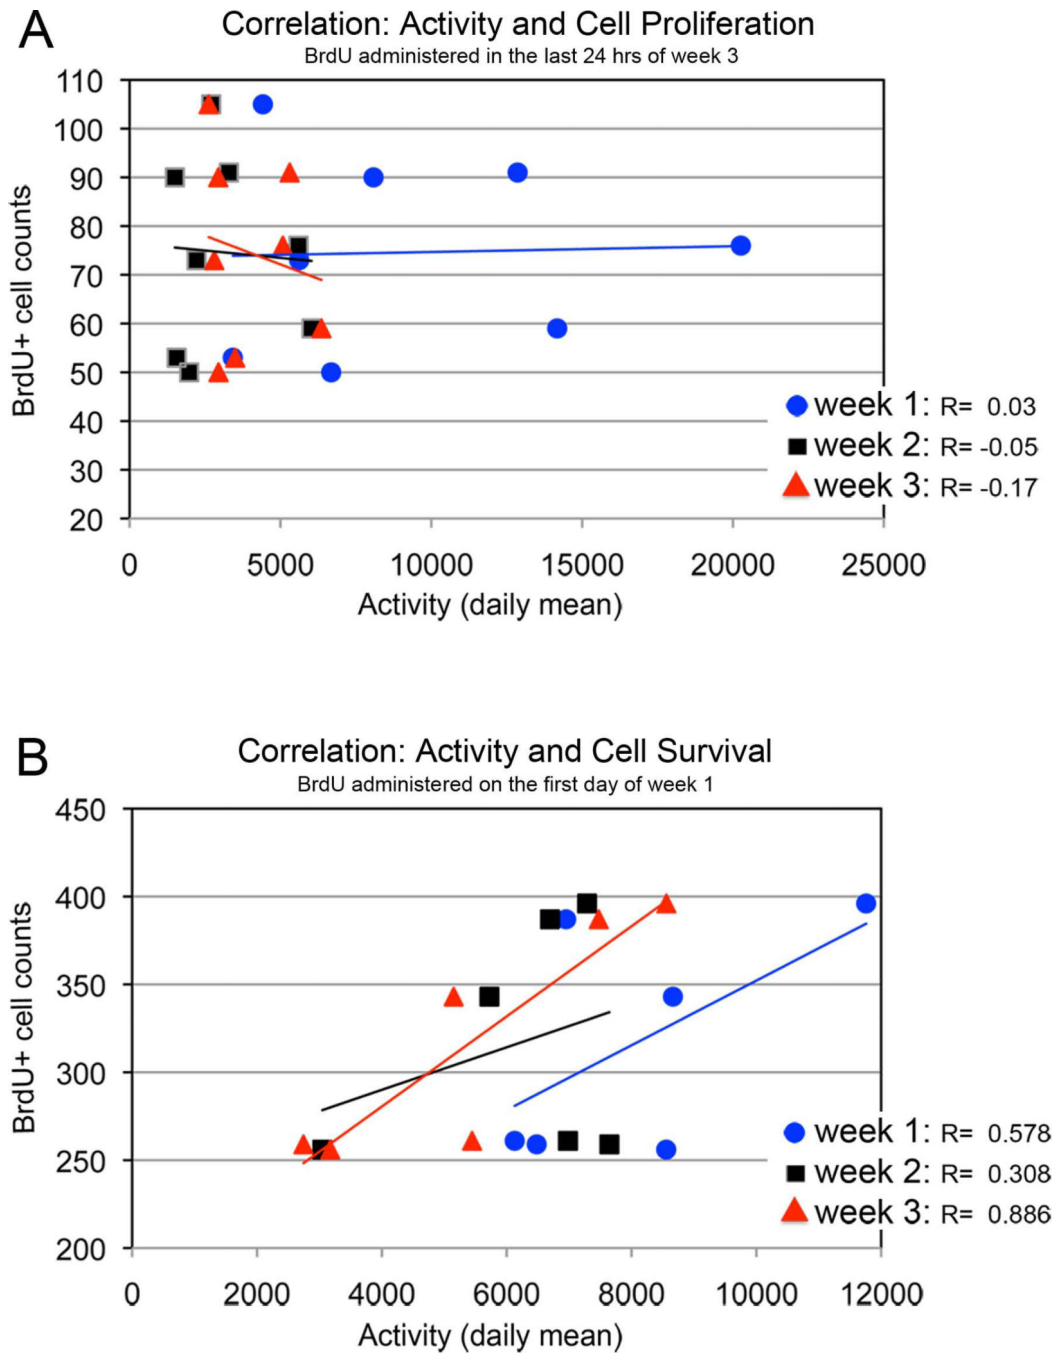 A
Correlation: Activity and Cell Proliferation
BrdU administered in the last 24 hrs of week 3
110
100
90
80
70
60
50
40
30
20
BrdU+ cell counts
week 1: R= 0.03
week 2: R= -0.05
week 3: R= -0.17
0 5000 10000 15000 20000 25000
Activity (daily mean)
B
Correlation: Activity and Cell Survival
BrdU administered on the first day of week 1
450
400
350
300
250
200
BrdU+ cell counts
week 1: R= 0.578
week 2: R= 0.308
week 3: R= 0.886
0 2000 4000 6000 8000 10000 12000
Activity (daily mean)